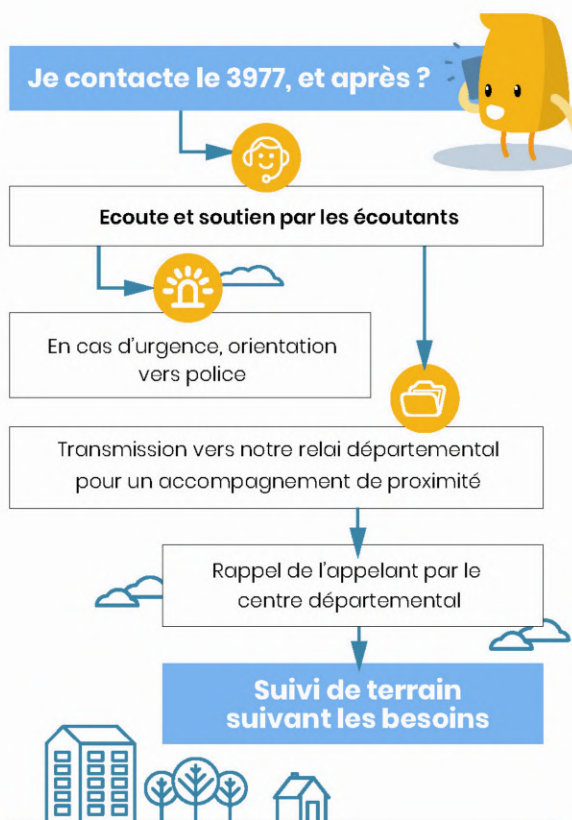 Je contacte le 3977, et après ?
Ecoute et soutien par les écoutants
En cas d'urgence, orientation
vers police
Transmission vers notre relai départemental
pour un accompagnement de proximité
Rappel de l'appelant par le
centre départemental
Suivi de terrain
suivant les besoins